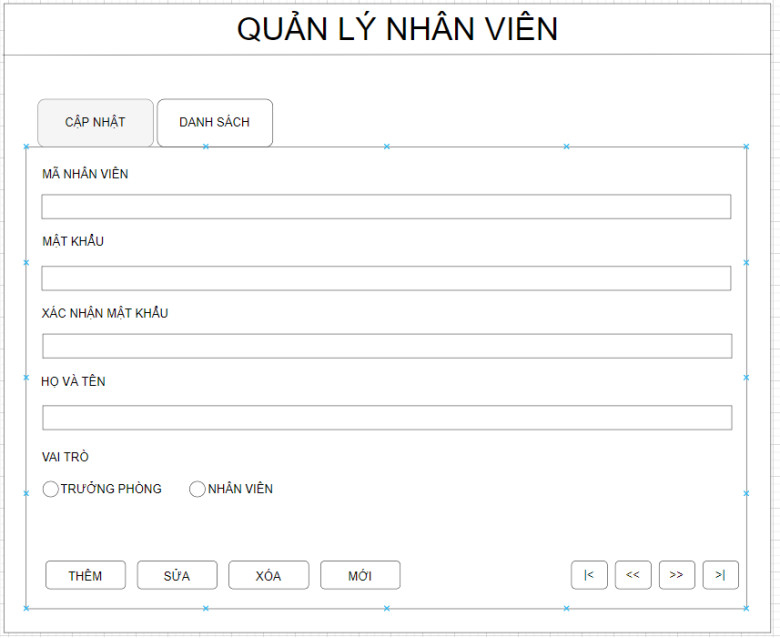 QUẢN LÝ NHÂN VIÊN
CẬP NHẬT DANH SÁCH
MÃ NHÂN VIÊN
MẬT KHẨU
XÁC NHẬN MẬT KHẨU
HỌ VÀ TÊN
VAI TRÒ
TRƯỞNG PHÒNG NHÂN VIÊN
THÊM SỬA XÓA MỚI |< << >> >|